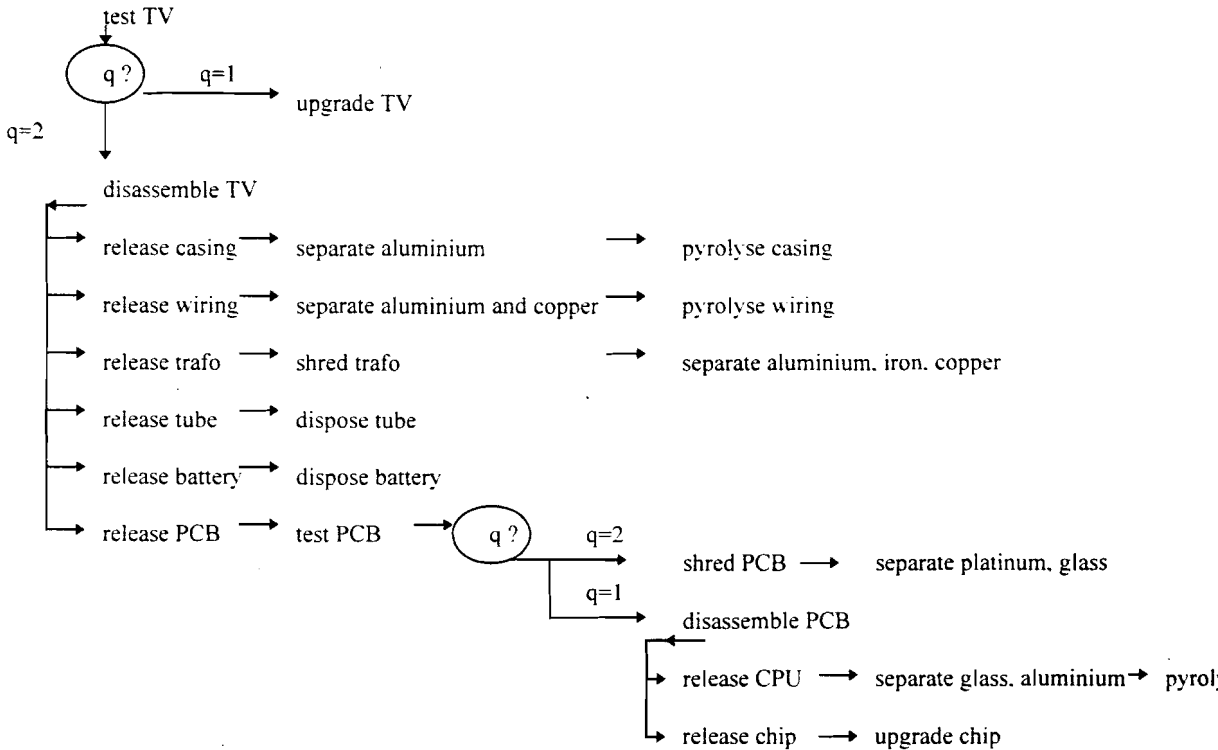 test TV
q ?
q=1
upgrade TV
q=2
disassemble TV
release casing separate aluminium pyrolyse casing
release wiring separate aluminium and copper pyrolyse wiring
release trafo shred trafo separate aluminium, iron, copper
release tube dispose tube
release battery dispose battery
release PCB test PCB q ? q=2
shred PCB separate platinum, glass
q=1
disassemble PCB
release CPU separate glass, aluminium
release chip upgrade chip